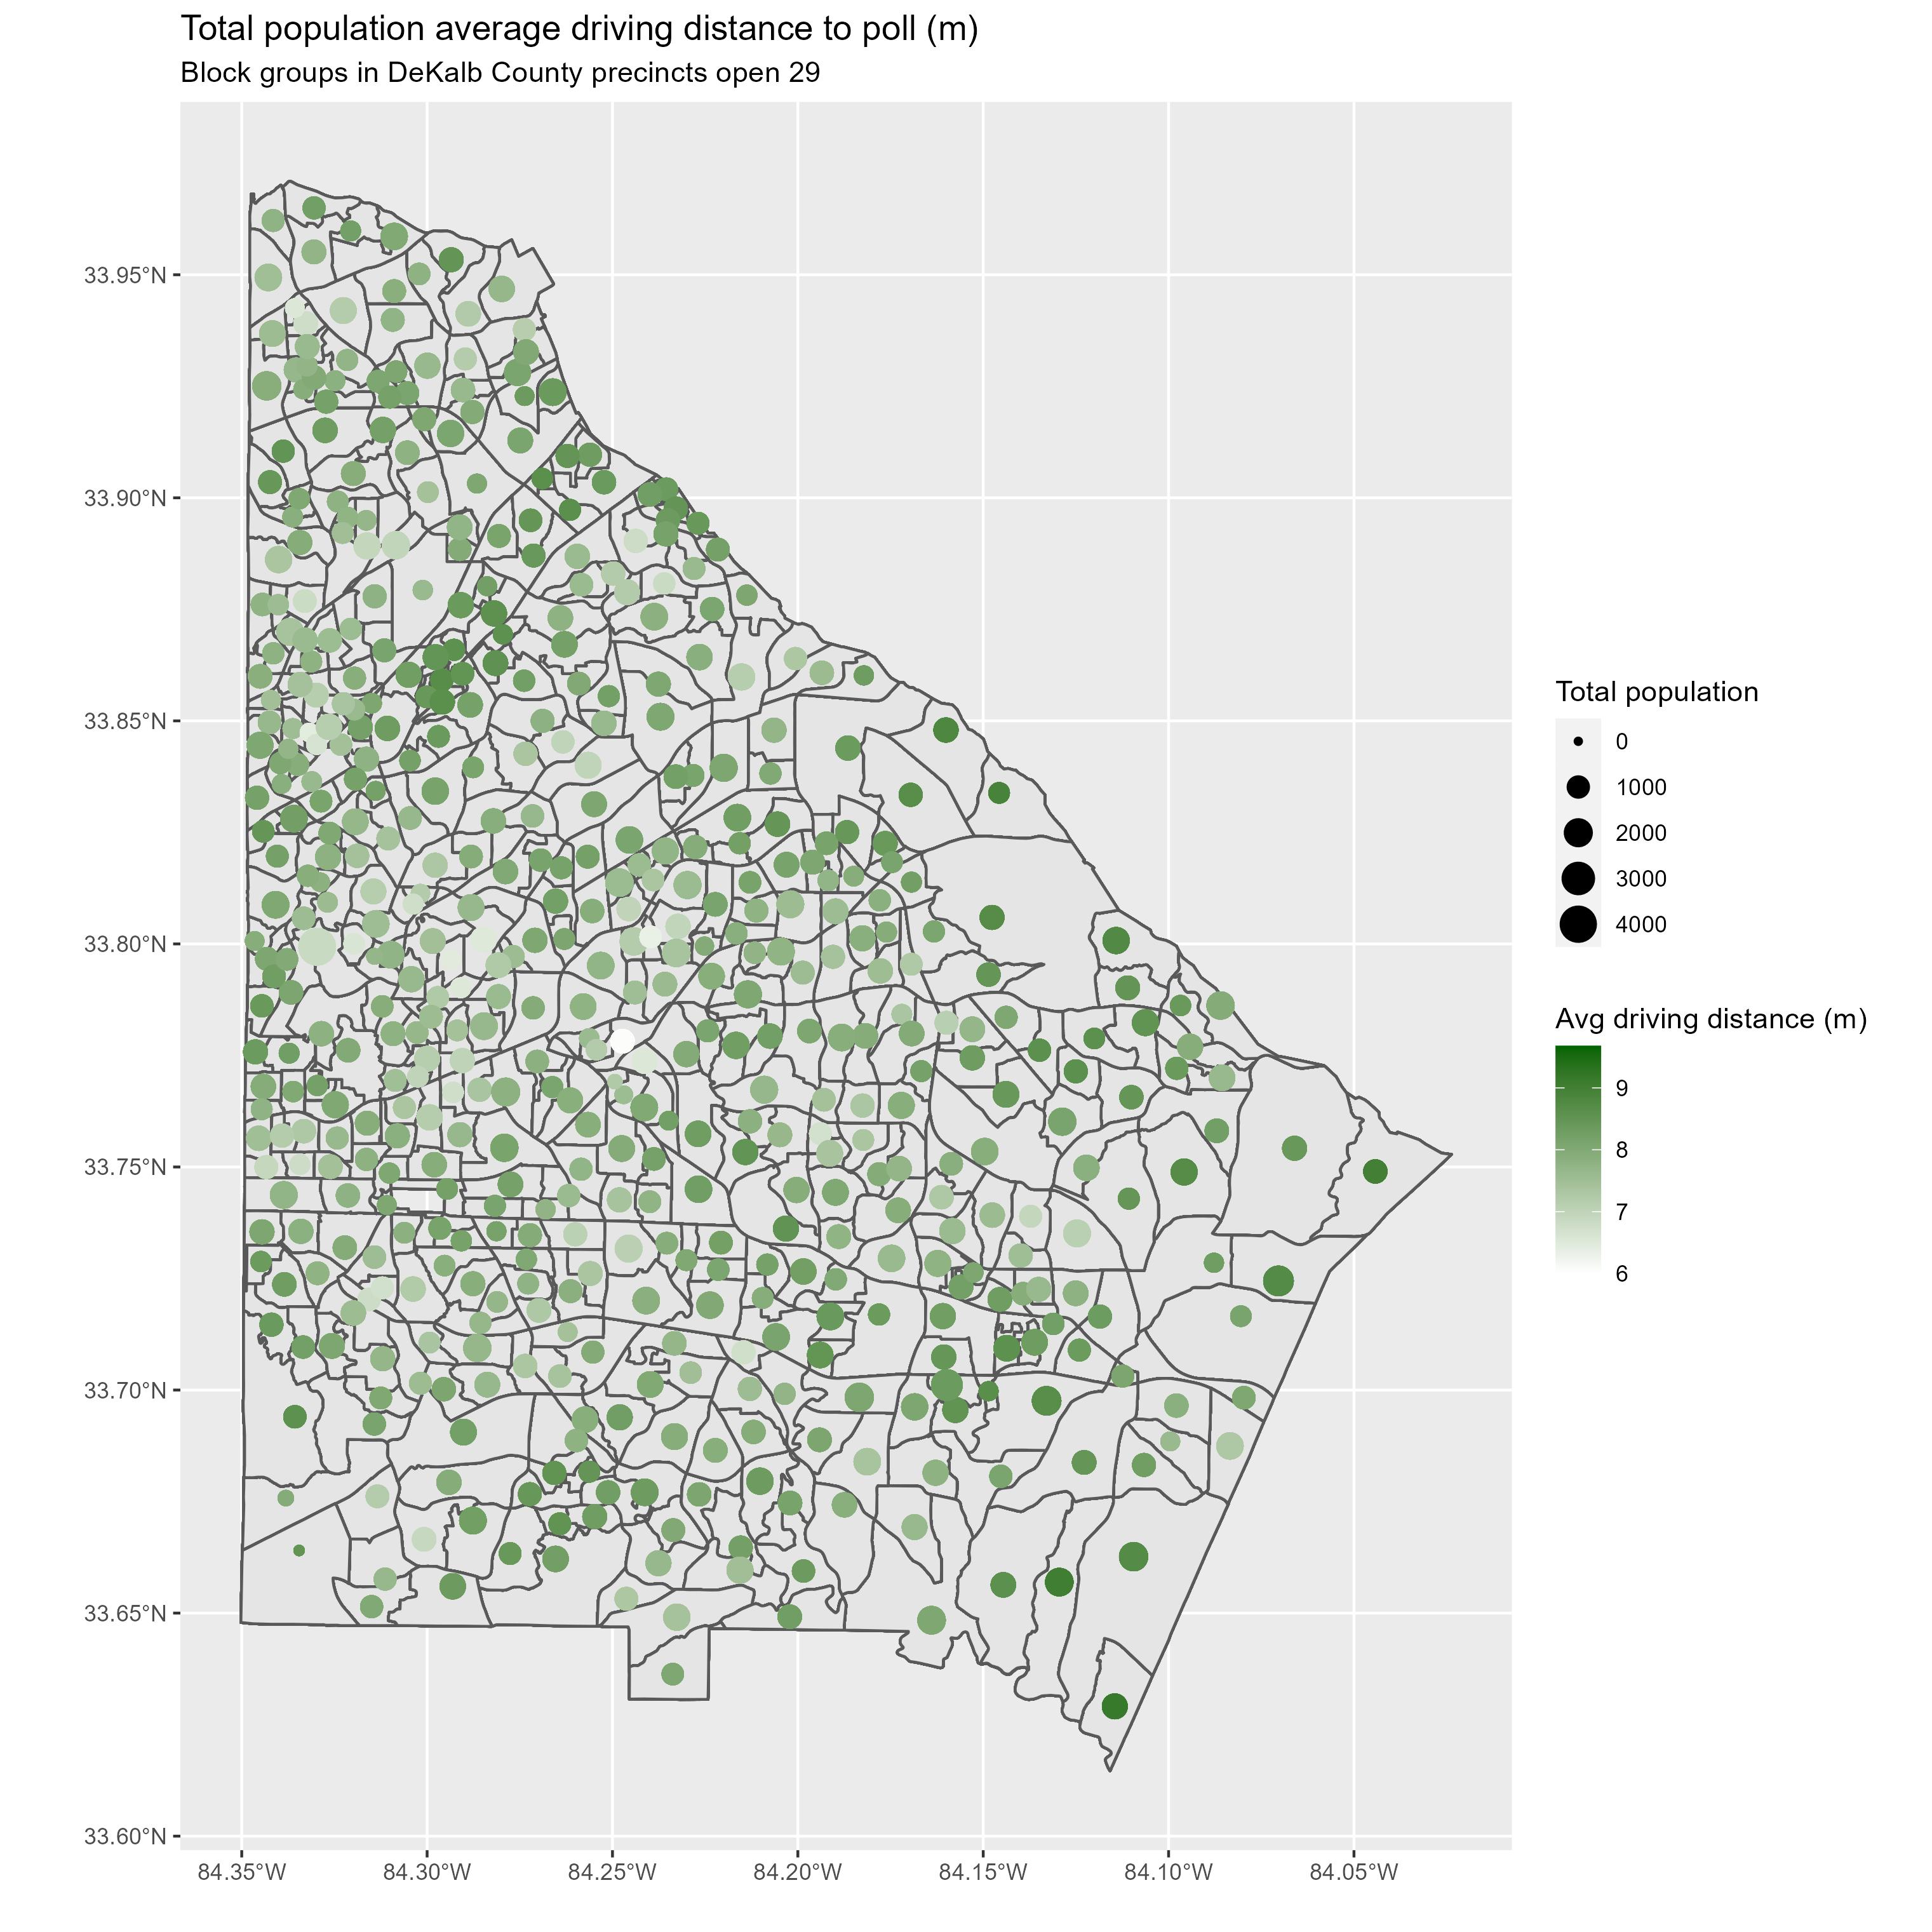 Total population average driving distance to poll (m)
Block groups in DeKalb County precincts open 29
33.95°N
33.90°N
33.85°N
33.80°N
33.75°N
33.70°N
33.65°N
33.60°N
84.35°W
84.30°W
84.25°W
84.20°W
84.15°W
84.10°W
84.05°W
Total population
0
1000
2000
3000
4000
Avg driving distance (m)
9
8
7
6